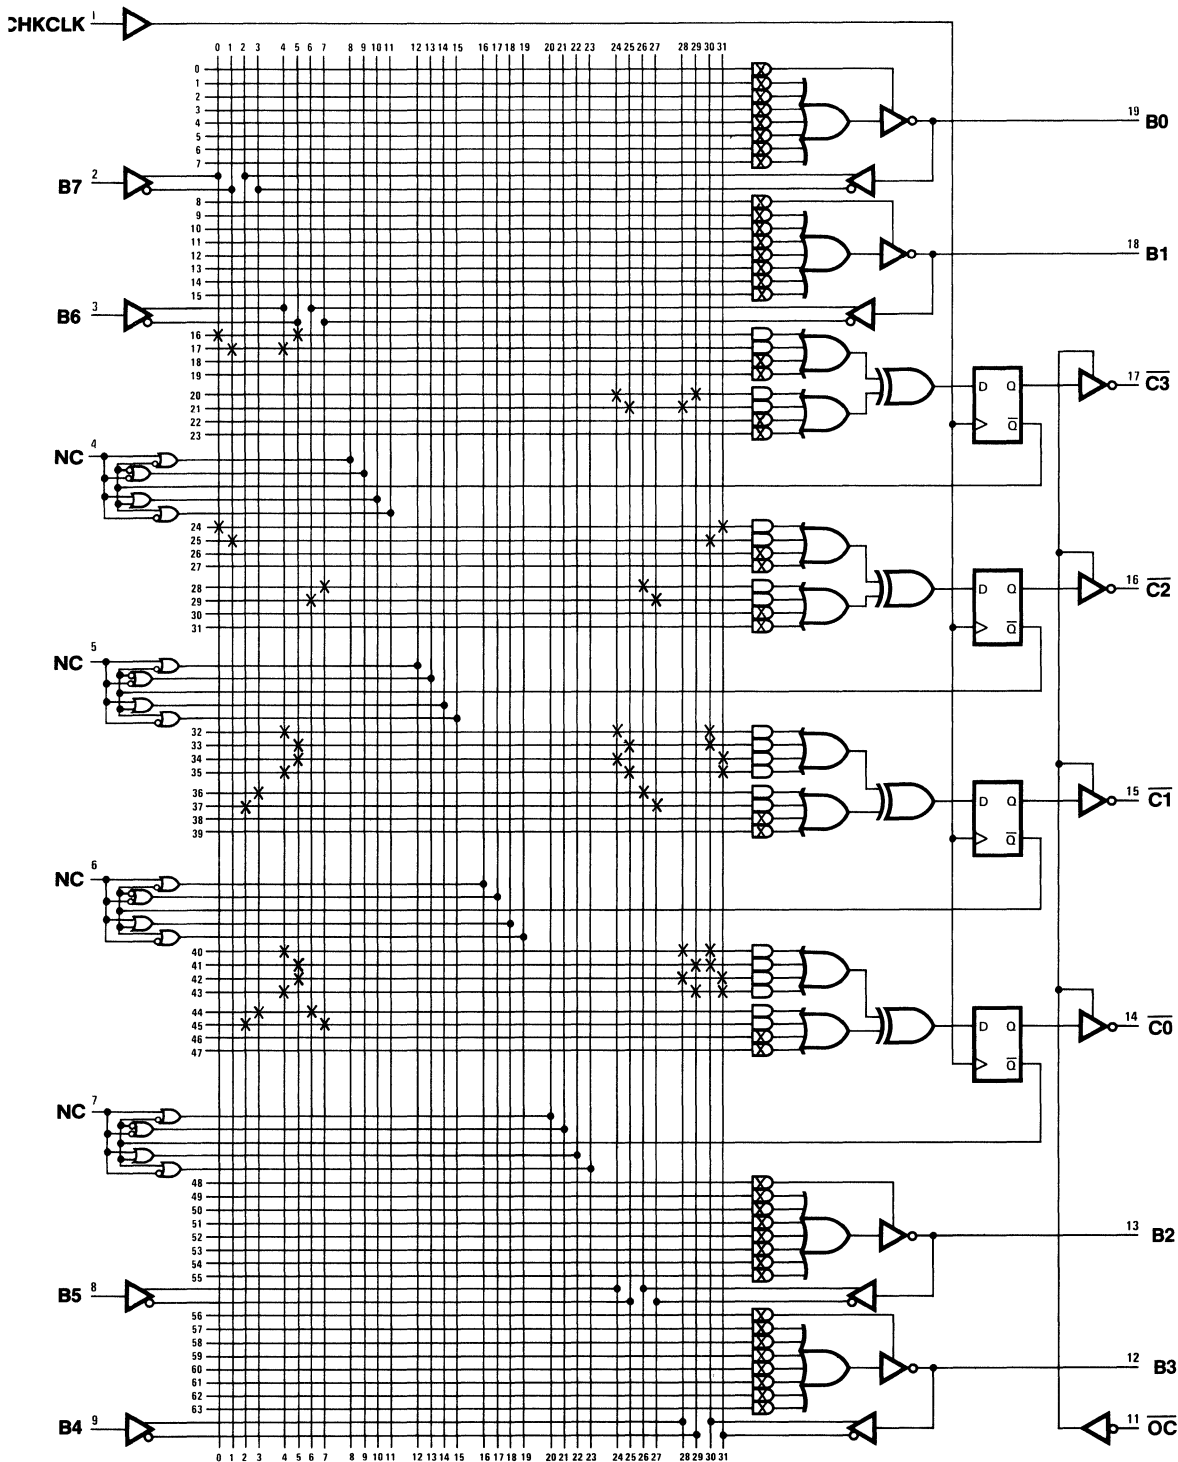 CHKCLK 1
0 1 2 3 4 5 6 7 8 9 10 11 12 13 14 15 16 17 18 19 20 21 22 23 24 25 26 27 28 29 30 31
0
1
2
3
4
19 B0
5
6
7
B7 2
8
9
10
11
12
18 B1
13
14
15
B6 3
16
17
18
19
D Q
17 C̅3̅
20
21
22
Q̅
23
NC 4
24
25
26
27
28
D Q
16 C̅2̅
29
30
31
Q̅
NC 5
32
33
34
35
36
37
D Q
15 C̅1̅
38
39
Q̅
NC 6
40
41
42
43
44
45
D Q
14 C̅0̅
46
47
Q̅
NC 7
48
49
50
51
52
13 B2
53
54
55
B5 8
56
57
58
59
60
12 B3
61
62
63
B4 9
11 O̅C̅
0 1 2 3 4 5 6 7 8 9 10 11 12 13 14 15 16 17 18 19 20 21 22 23 24 25 26 27 28 29 30 31